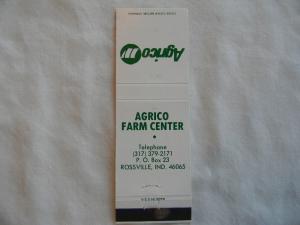 Agrico
AGRICO
FARM CENTER
Telephone
(317) 379-2171
P. O. Box 23
ROSSVILLE, IND. 46065